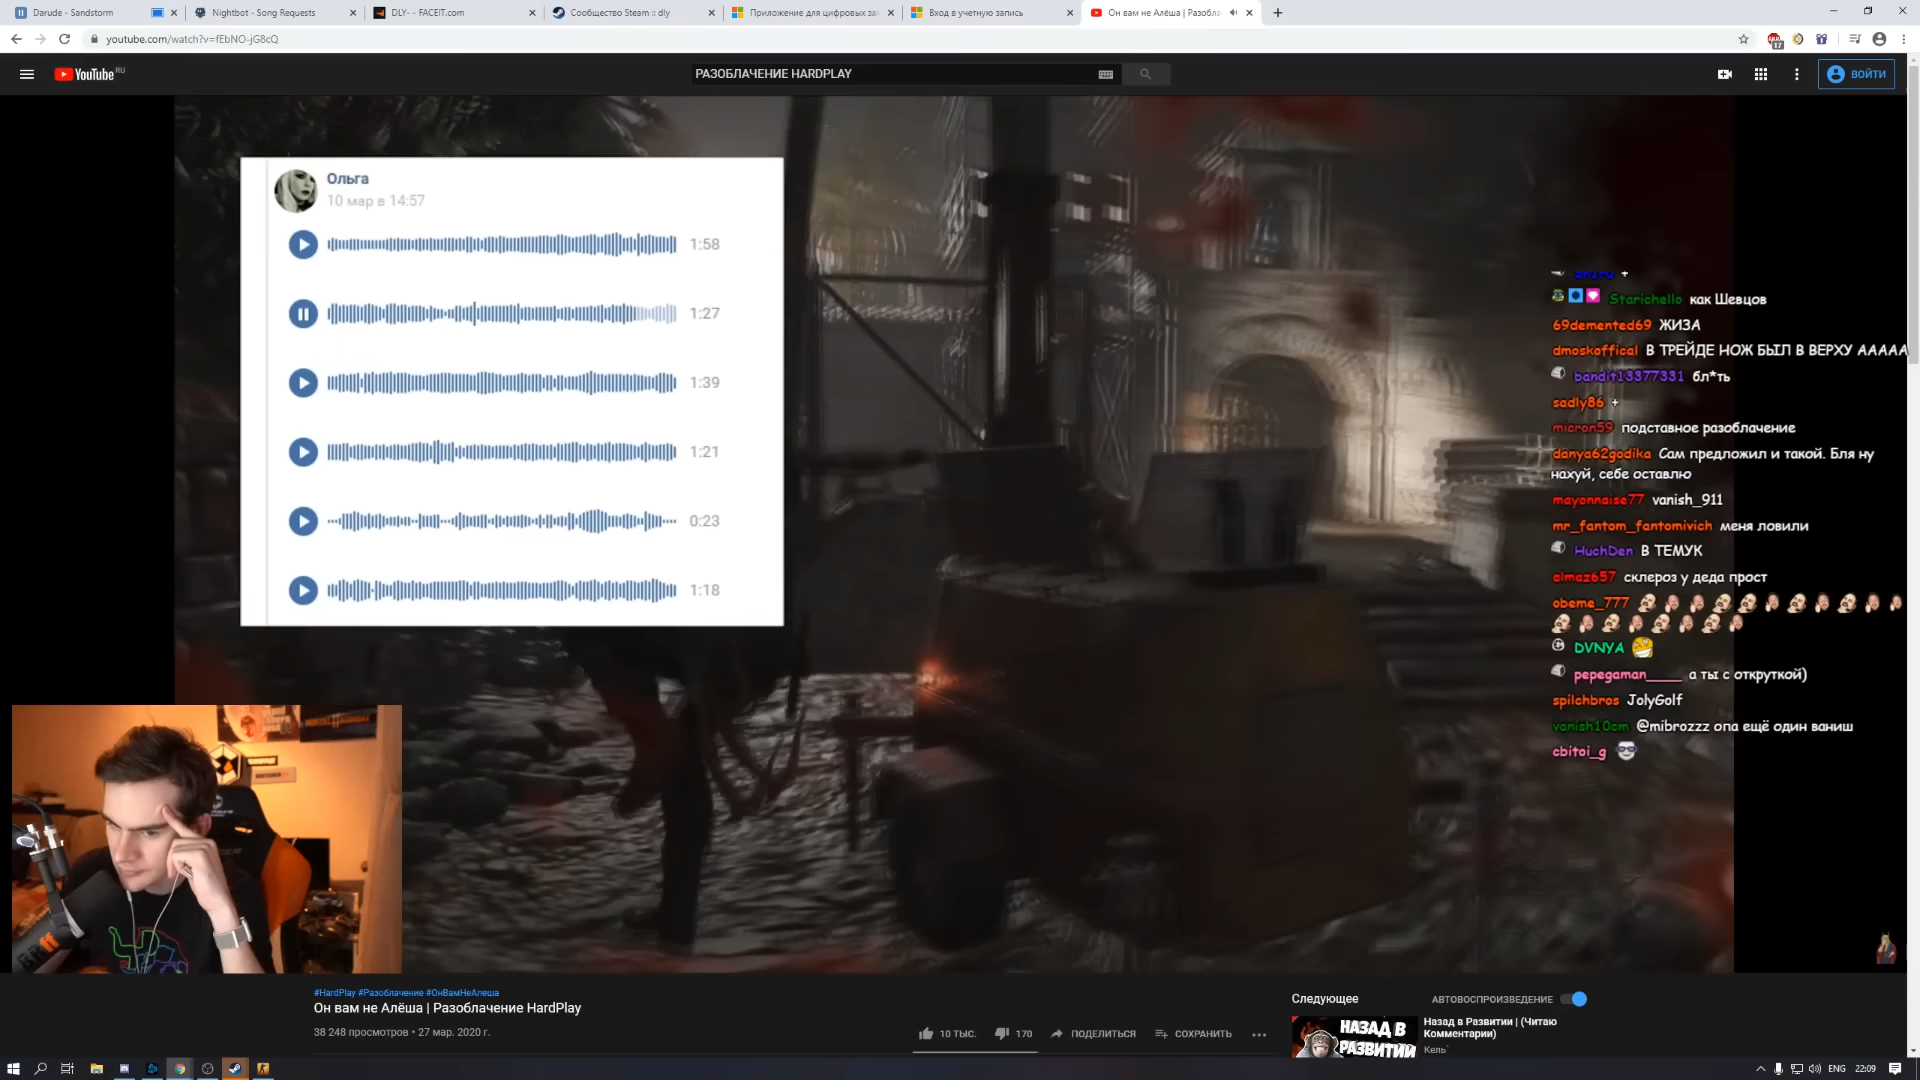 Darude - Sandstorm
Nightbot - Song Requests
DLY- - FACEIT.com
Сообщество Steam :: dly
Приложение для цифровых за
Вход в учетную запись
Он вам не Алёша | Разобла
youtube.com/watch?v=fEbNO-jG8cQ
17
YouTube RU
РАЗОБЛАЧЕНИЕ HARDPLAY
ВОЙТИ
Ольга
10 мар в 14:57
1:58
1:27
1:39
1:21
0:23
1:18
+
Starichello как Шевцов
69demented69 ЖИЗА
dmoskoffical В ТРЕЙДЕ НОЖ БЫЛ В ВЕРХУ ААААА
bandit13377331 бл*ть
sadly86 +
micron59 подставное разоблачение
danya62godika Сам предложил и такой. Бля ну
нахуй, себе оставлю
mayonnaise77 vanish_911
mr_fantom_fantomivich меня ловили
HuchDen В ТЕМУК
almaz657 склероз у деда прост
obeme_777
DVNYA
pepegaman____ а ты с откруткой)
spilchbros JolyGolf
vanish10cm @mibrozzz опа ещё один ваниш
cbitoi_g
#HardPlay #Разоблачение #ОнВамНеАлеша
Он вам не Алёша | Разоблачение HardPlay
38 248 просмотров • 27 мар. 2020 г.
10 ТЫС.
170
ПОДЕЛИТЬСЯ
СОХРАНИТЬ
Следующее
АВТОВОСПРОИЗВЕДЕНИЕ
НАЗАД В
РАЗВИТИИ
Назад в Развитии | (Читаю
Комментарии)
Кель`
ENG
22:09